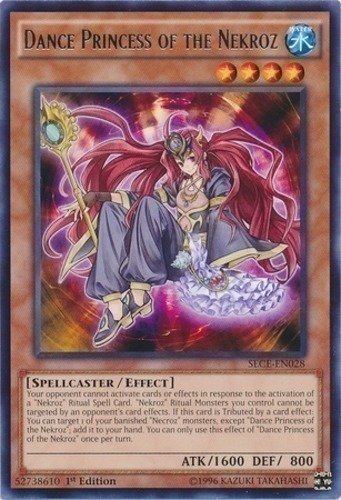 DANCE PRINCESS OF THE NEKROZ
WATER
水
SECE-EN028
[SPELLCASTER/EFFECT]
Your opponent cannot activate cards or effects in response to the activation of
a "Nekroz" Ritual Spell Card. "Nekroz" Ritual Monsters you control cannot
be targeted by an opponent's card effects. If this card is Tributed by a card effect:
You can target 1 of your banished "Necroz" monsters, except "Dance Princess
of the Nekroz"; add it to your hand. You can only use this effect of "Dance Princess
of the Nekroz" once per turn.
ATK/1600 DEF/ 800
52738610 1st Edition ©1996 KAZUKI TAKAHASHI